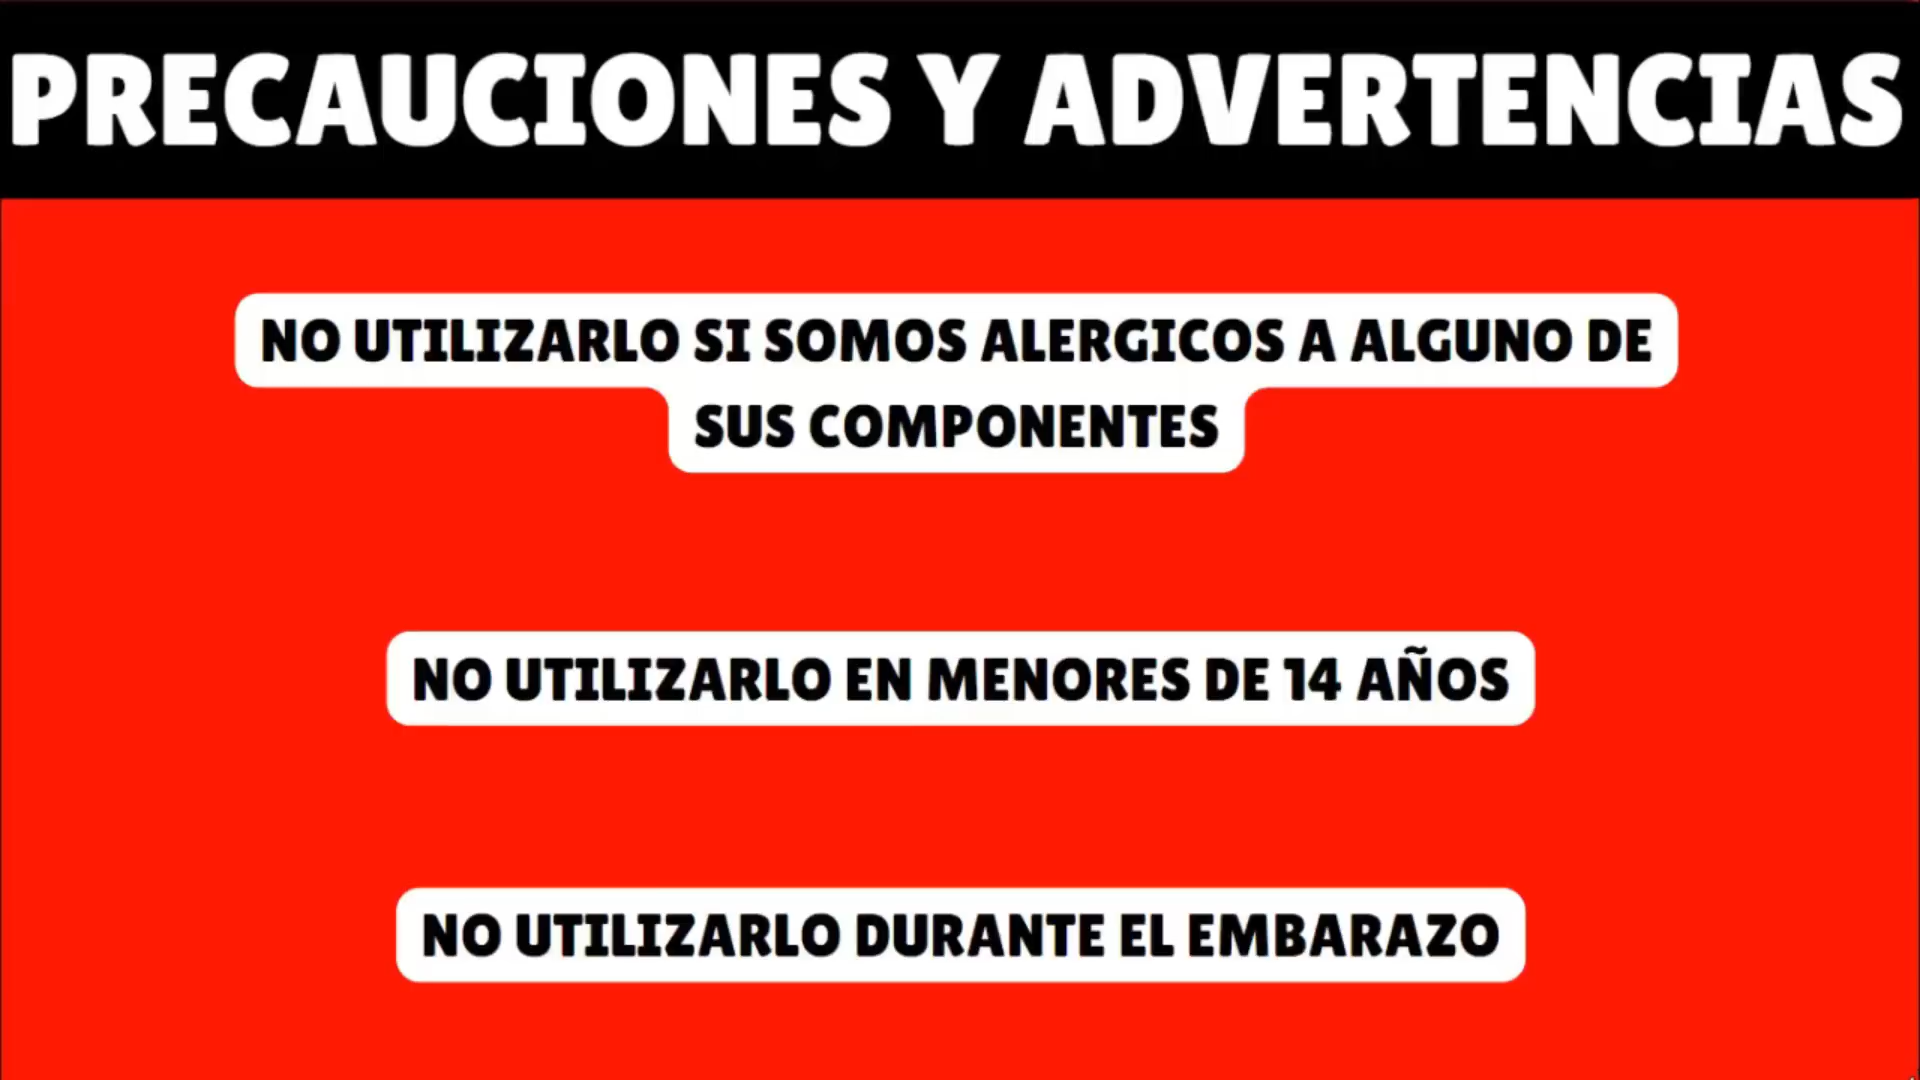 PRECAUCIONES Y ADVERTENCIAS
NO UTILIZARLO SI SOMOS ALERGICOS A ALGUNO DE
SUS COMPONENTES
NO UTILIZARLO EN MENORES DE 14 AÑOS
NO UTILIZARLO DURANTE EL EMBARAZO